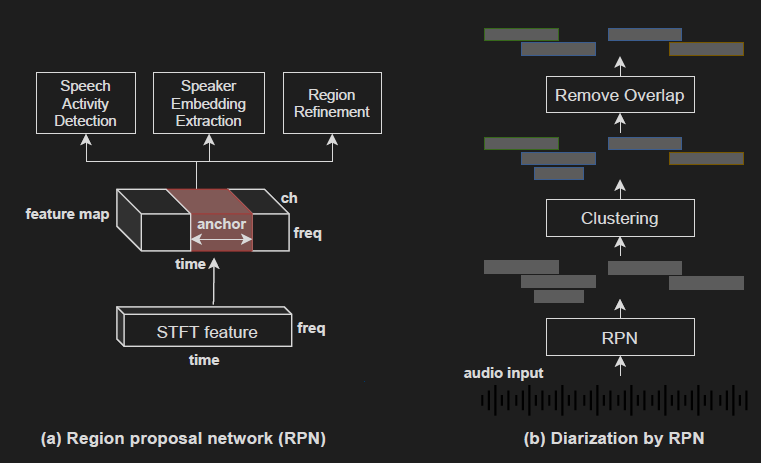 Speech
Activity
Detection
Speaker
Embedding
Extraction
Region
Refinement
feature map
ch
anchor
freq
time
STFT feature
freq
time
(a) Region proposal network (RPN)
Remove Overlap
Clustering
RPN
audio input
(b) Diarization by RPN